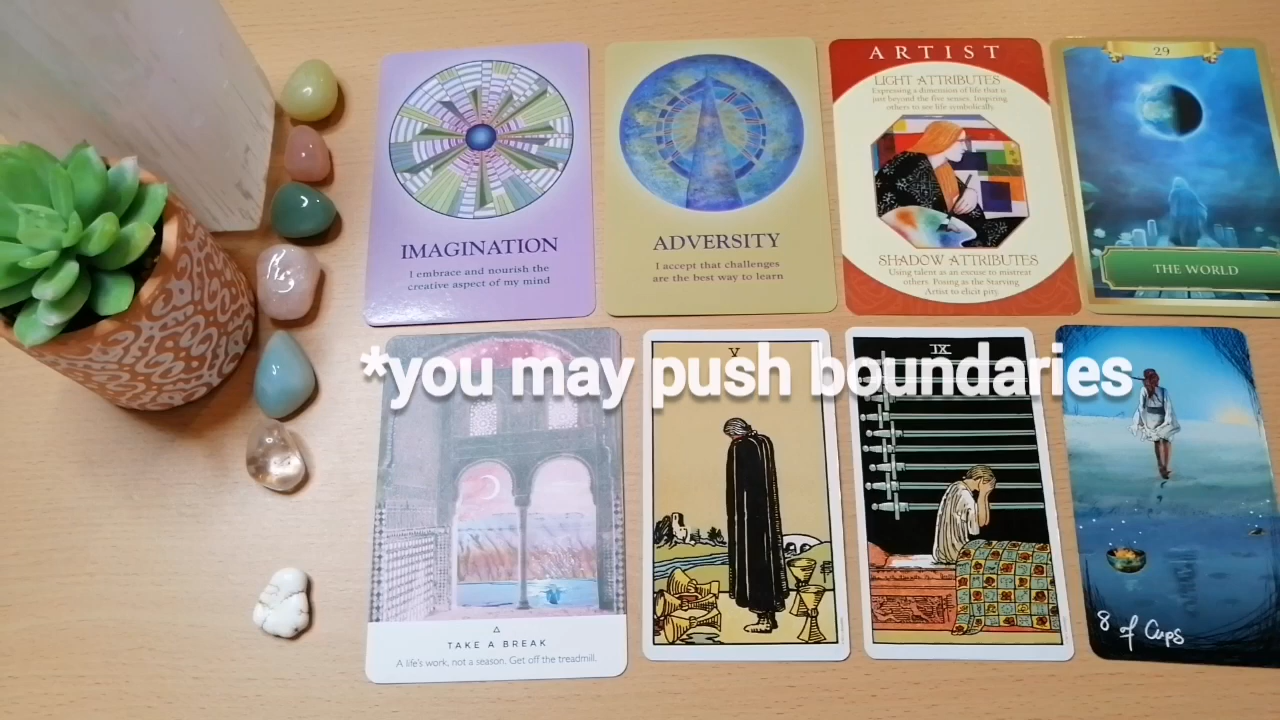 IMAGINATION
I embrace and nourish the
creative aspect of my mind
ADVERSITY
I accept that challenges
are the best way to learn
ARTIST
LIGHT ATTRIBUTES
Expressing a dimension of life that is
just beyond the five senses. Inspiring
others to see life symbolically.
SHADOW ATTRIBUTES
Using talent as an excuse to mistreat
others. Posing as the Starving
Artist to elicit pity.
29
THE WORLD
*you may push boundaries
TAKE A BREAK
A life's work, not a season. Get off the treadmill.
V
IX
8 of Cups